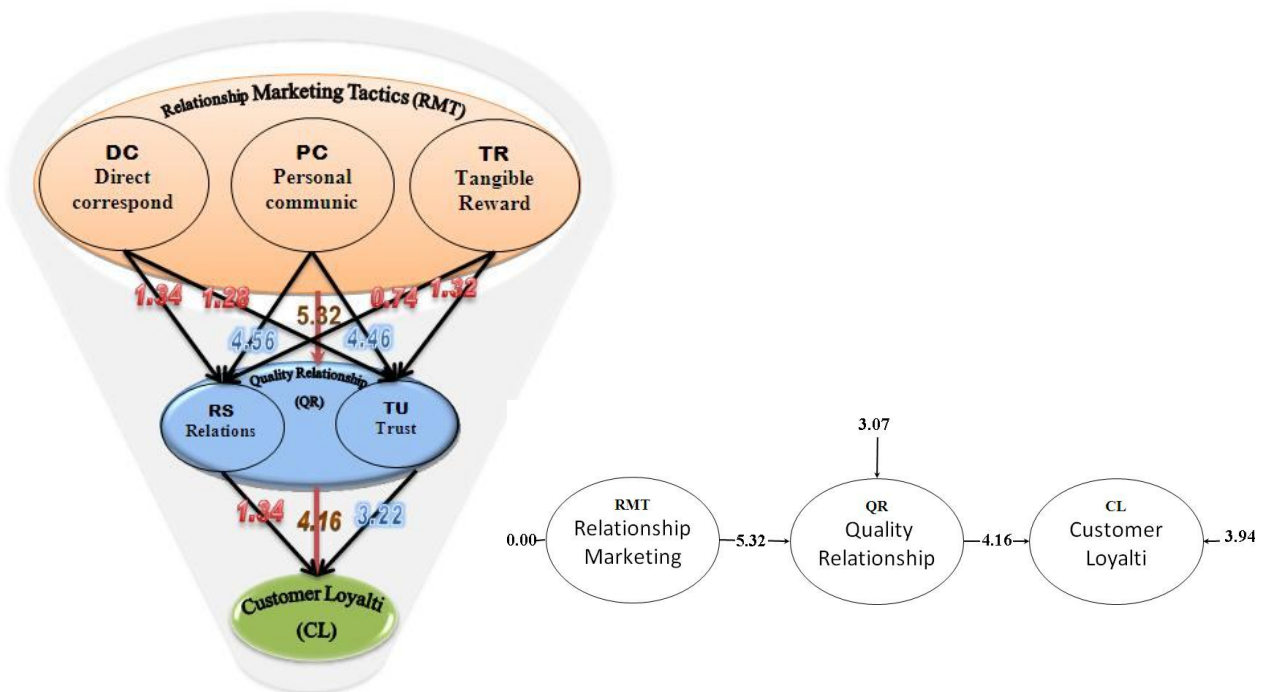 Relationship Marketing Tactics (RMT)
DC
Direct
correspond
PC
Personal
communic
TR
Tangible
Reward
1.34
1.28
5.32
0.74
1.32
4.56
4.46
Quality Relationship
(QR)
RS
Relations
TU
Trust
1.34
4.16
3.22
Customer Loyalti
(CL)
3.07
0.00
RMT
Relationship
Marketing
5.32
QR
Quality
Relationship
4.16
CL
Customer
Loyalti
3.94